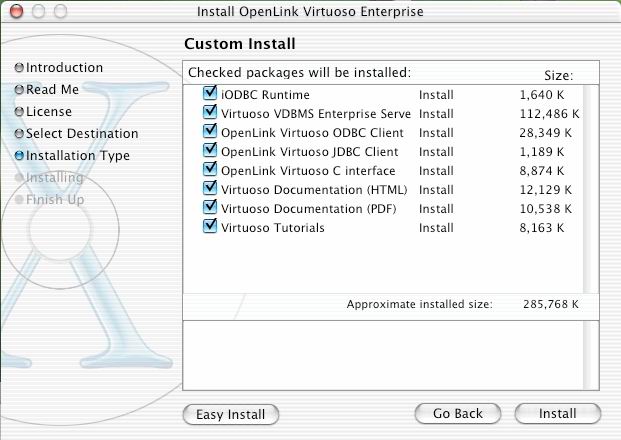 Install OpenLink Virtuoso Enterprise
Introduction
Read Me
License
Select Destination
Installation Type
Installing
Finish Up
Custom Install
Checked packages will be installed: Size:
iODBC Runtime Install 1,640 K
Virtuoso VDBMS Enterprise Serve Install 112,486 K
OpenLink Virtuoso ODBC Client Install 28,349 K
OpenLink Virtuoso JDBC Client Install 1,189 K
OpenLink Virtuoso C interface Install 8,874 K
Virtuoso Documentation (HTML) Install 12,129 K
Virtuoso Documentation (PDF) Install 10,538 K
Virtuoso Tutorials Install 8,163 K
Approximate installed size: 285,768 K
Easy Install Go Back Install